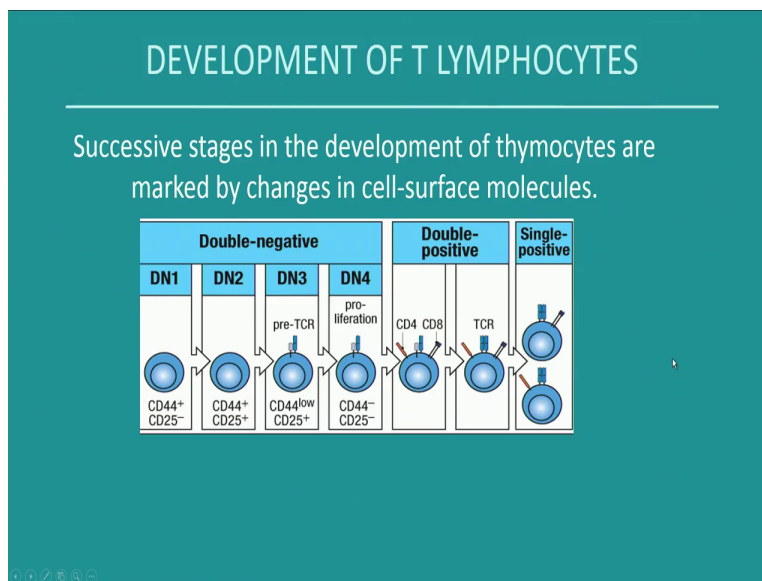 DEVELOPMENT OF T LYMPHOCYTES
Successive stages in the development of thymocytes are
marked by changes in cell-surface molecules.
Double-negative
Double-
positive
Single-
positive
DN1 DN2 DN3 DN4
pre-TCR
pro-
liferation
CD4 CD8
TCR
CD44+
CD25–
CD44+
CD25+
CD44low
CD25+
CD44–
CD25–